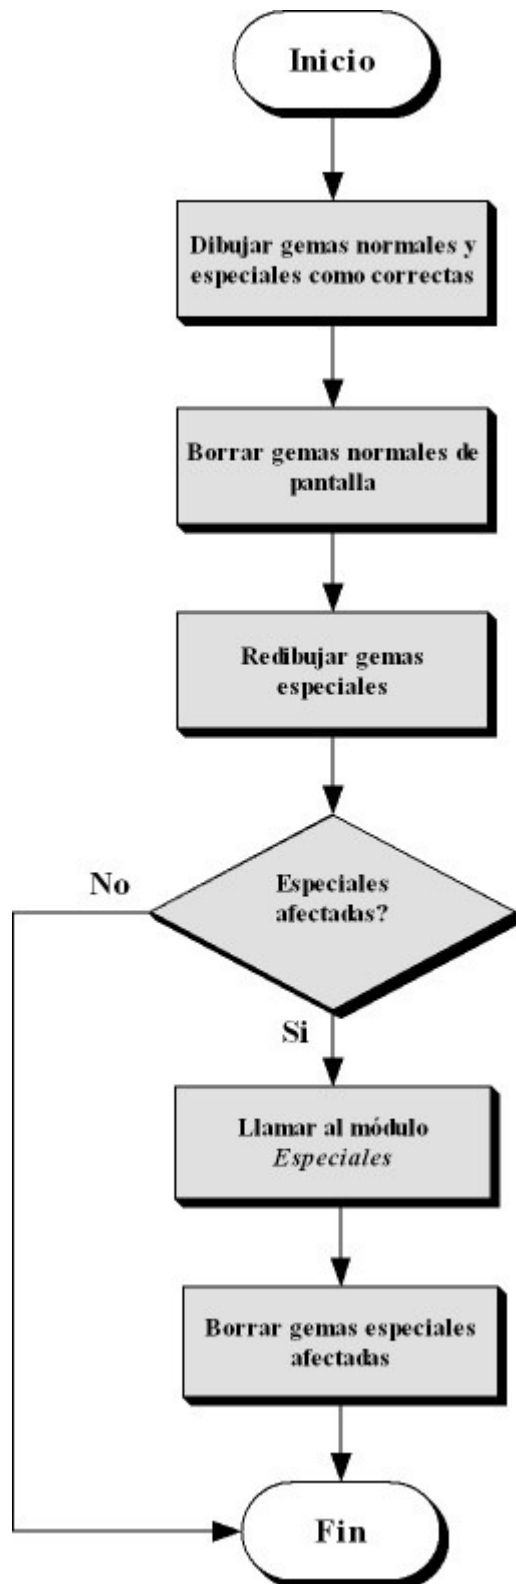 Inicio
Dibujar gemas normales y
especiales como correctas
Borrar gemas normales de
pantalla
Redibujar gemas
especiales
Especiales
afectadas?
No
Si
Llamar al módulo
Especiales
Borrar gemas especiales
afectadas
Fin